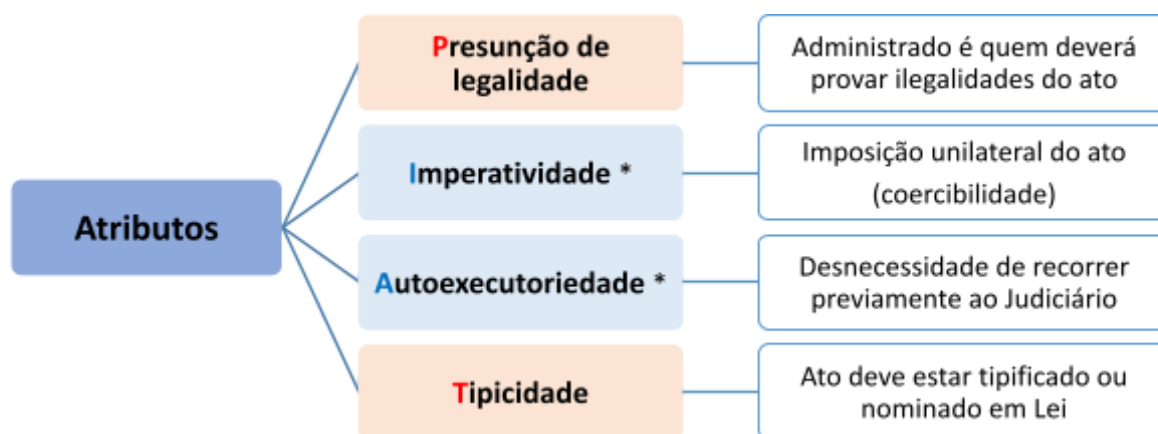 Atributos
Presunção de
legalidade
Administrado é quem deverá
provar ilegalidades do ato
Imperatividade *
Imposição unilateral do ato
(coercibilidade)
Autoexecutoriedade *
Desnecessidade de recorrer
previamente ao Judiciário
Tipicidade
Ato deve estar tipificado ou
nominado em Lei